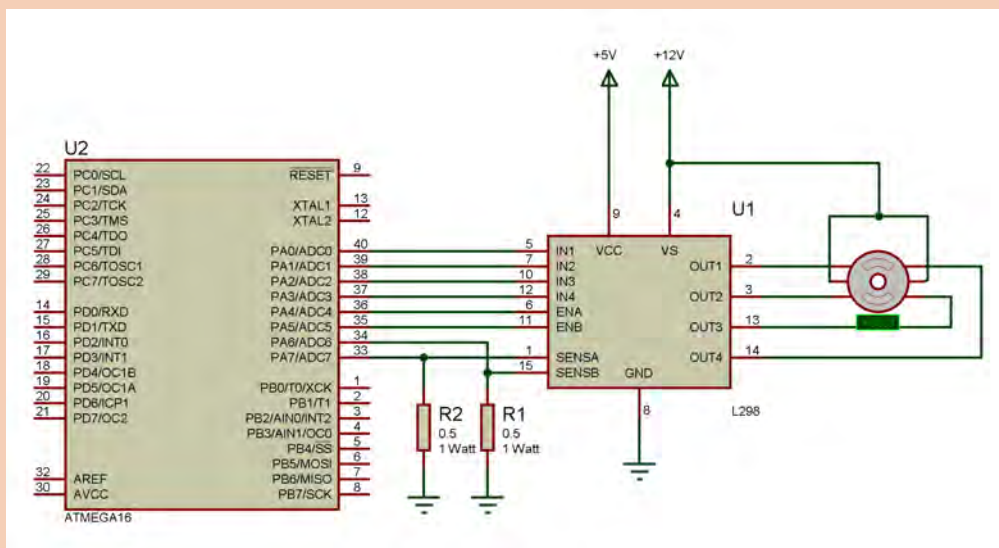 +5V
+12V
U2
22 PC0/SCL
23 PC1/SDA
24 PC2/TCK
25 PC3/TMS
26 PC4/TDO
27 PC5/TDI
28 PC6/TOSC1
29 PC7/TOSC2
14 PD0/RXD
15 PD1/TXD
16 PD2/INT0
17 PD3/INT1
18 PD4/OC1B
19 PD5/OC1A
20 PD6/ICP1
21 PD7/OC2
32 AREF
30 AVCC
RESET 9
XTAL1 13
XTAL2 12
PA0/ADC0 40
PA1/ADC1 39
PA2/ADC2 38
PA3/ADC3 37
PA4/ADC4 36
PA5/ADC5 35
PA6/ADC6 34
PA7/ADC7 33
PB0/T0/XCK 1
PB1/T1 2
PB2/AIN0/INT2 3
PB3/AIN1/OC0 4
PB4/SS 5
PB5/MOSI 6
PB6/MISO 7
PB7/SCK 8
ATMEGA16
R2
0.5
1 Watt
R1
0.5
1 Watt
U1
9
4
VCC
VS
5 IN1
7 IN2
10 IN3
12 IN4
6 ENA
11 ENB
1 SENSA
15 SENSB
OUT1 2
OUT2 3
OUT3 13
OUT4 14
GND
8
L298